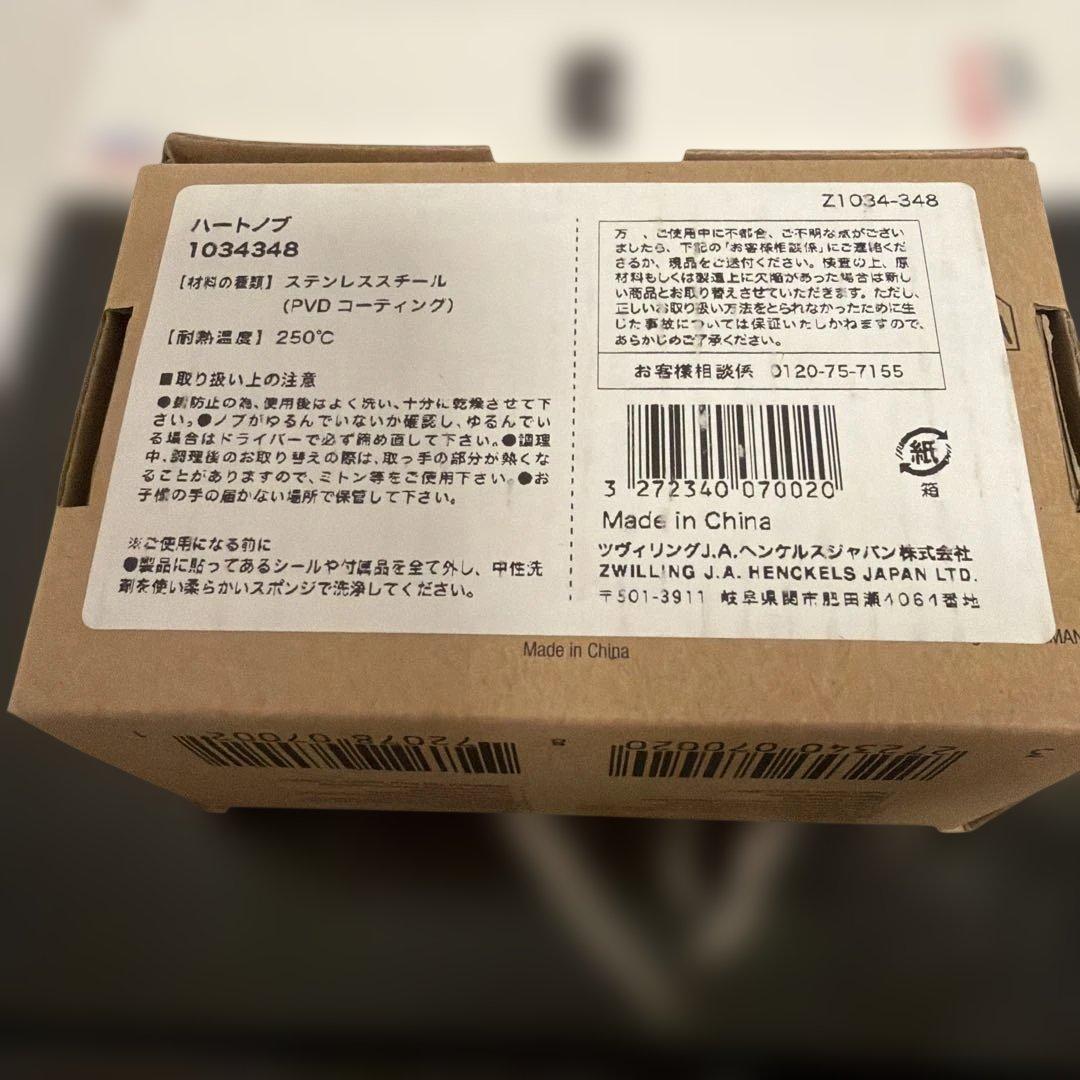 Z1034-348
ハートノブ
1034348
【材料の種類】ステンレススチール
(PVD コーティング)
【耐熱温度】250℃
■取り扱い上の注意
●錆防止の為、使用後はよく洗い、十分に乾燥させて下
さい。●ノブがゆるんでいないか確認し、ゆるんでい
る場合はドライバーで必ず締め直して下さい。●調理
中、調理後のお取り替えの際は、取っ手の部分が熱くな
ることがありますので、ミトン等をご使用下さい。●お
子様の手の届かない場所で保管して下さい。
※ご使用になる前に
●製品に貼ってあるシールや付属品を全て外し、中性洗
剤を使い柔らかいスポンジで洗浄してください。
万 、ご使用中に不都合、ご不明な点がござい
ましたら、下記の「お客様相談係」にご連絡くだ
さるか、現品をご送付ください。検査の上、原
材料もしくは製造上に欠陥があった場合は新し
い商品とお取り替えさせていただきます。ただし、
正しいお取り扱い方法をとられなかったために生
じた事故については保証いたしかねますので、
あらかじめご了承ください。
お客様相談係 0120-75-7155
3 272340 070020
紙
箱
Made in China
ツヴィリングJ.A.ヘンケルスジャパン株式会社
ZWILLING J.A. HENCKELS JAPAN LTD.
〒501-3911 岐阜県関市肥田瀬4064番地
Made in China
3 272340 070020